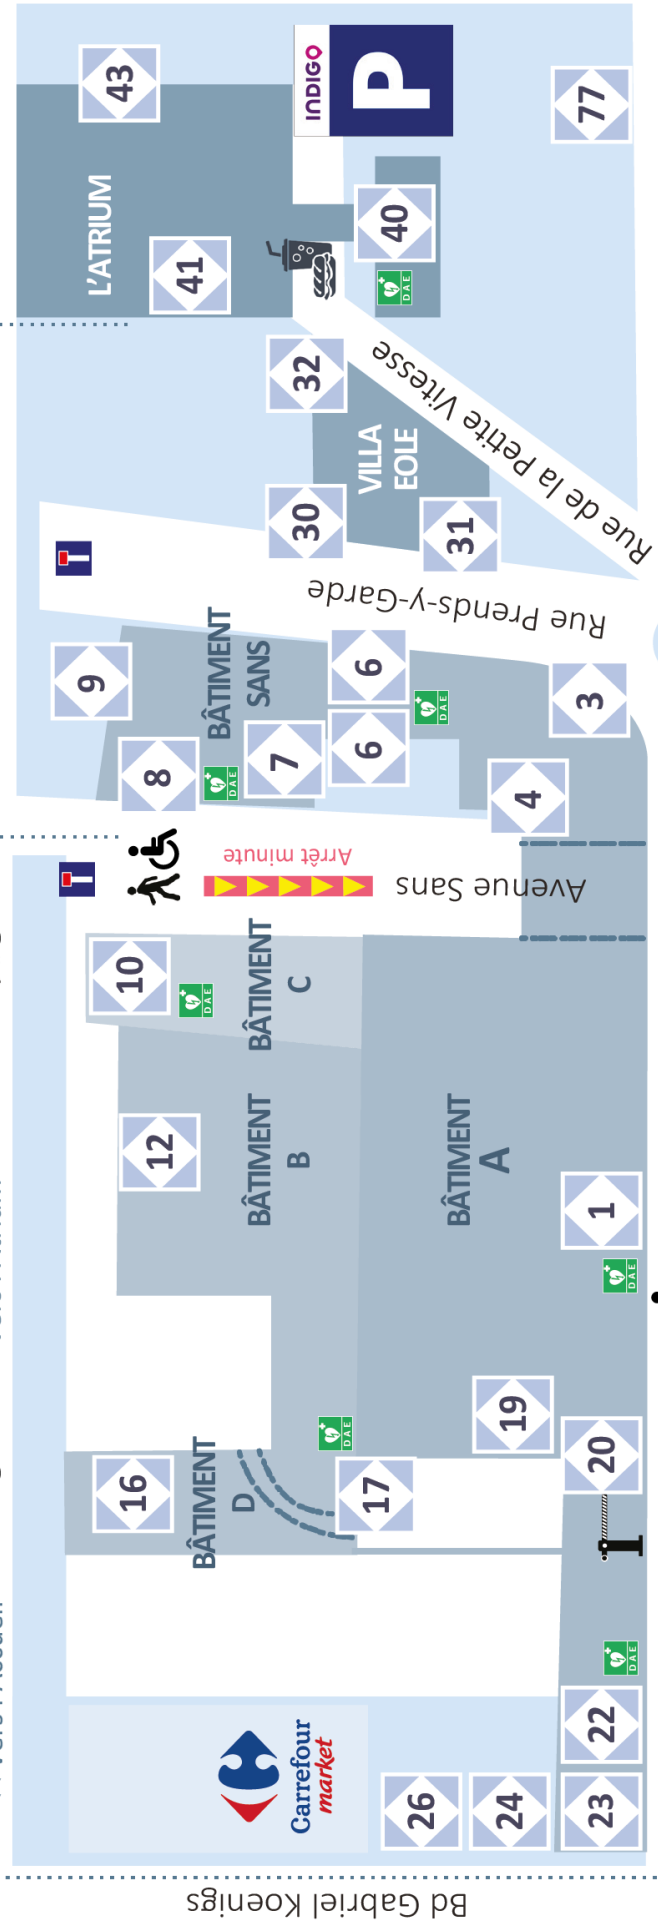 43
L'ATRIUM
9
10
16
12
8
41
INDIGO
P
BÂTIMENT
D
DAE
DAE
BÂTIMENT
SANS
BÂTIMENT
C
BÂTIMENT
B
Arrêt minute
7
30
32
Carrefour
market
DAE
17
6
6
VILLA
EOLE
40
DAE
26
BÂTIMENT
A
DAE
31
Rue Prends-y-Garde
Rue de la Petite Vitesse
Avenue Sans
24
19
4
3
77
23
22
20
1
DAE
DAE
Bd Gabriel Koenigs